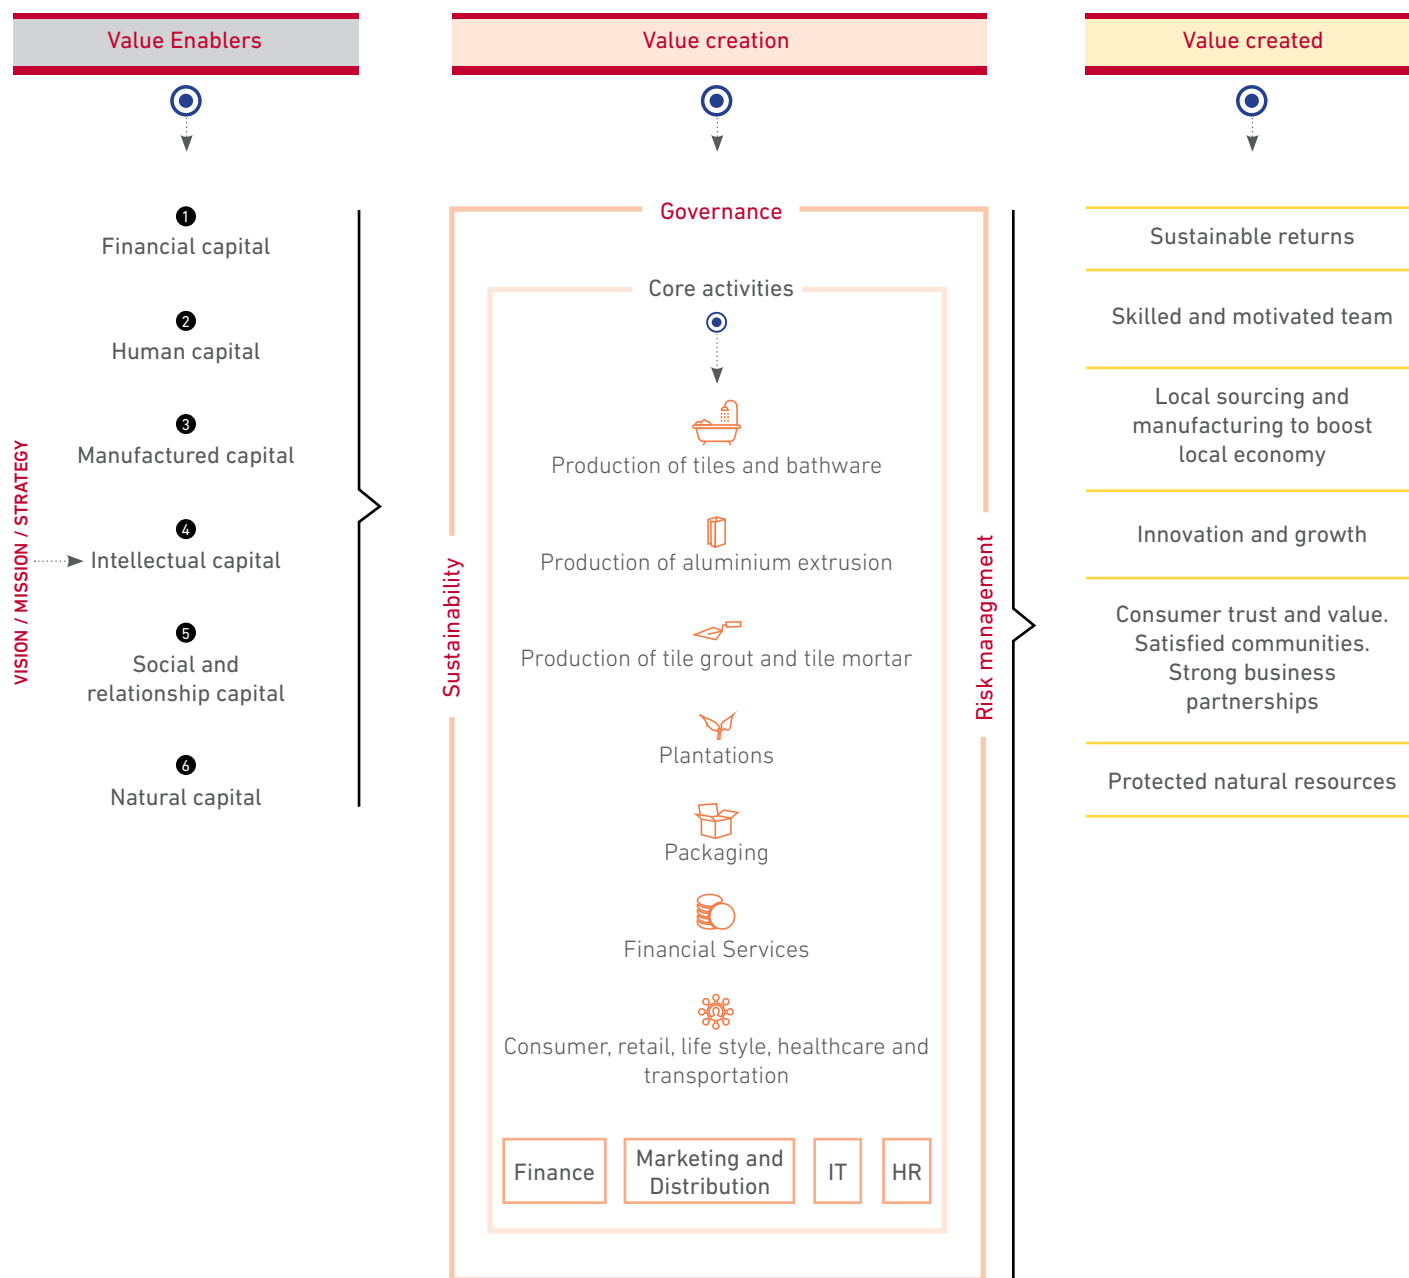 Value Enablers
Value creation
Value created
VISION / MISSION / STRATEGY
1
Financial capital
2
Human capital
3
Manufactured capital
4
Intellectual capital
5
Social and
relationship capital
6
Natural capital
Governance
Sustainability
Risk management
Core activities
Production of tiles and bathware
Production of aluminium extrusion
Production of tile grout and tile mortar
Plantations
Packaging
Financial Services
Consumer, retail, life style, healthcare and
transportation
Finance
Marketing and
Distribution
IT
HR
Sustainable returns
Skilled and motivated team
Local sourcing and
manufacturing to boost
local economy
Innovation and growth
Consumer trust and value.
Satisfied communities.
Strong business
partnerships
Protected natural resources